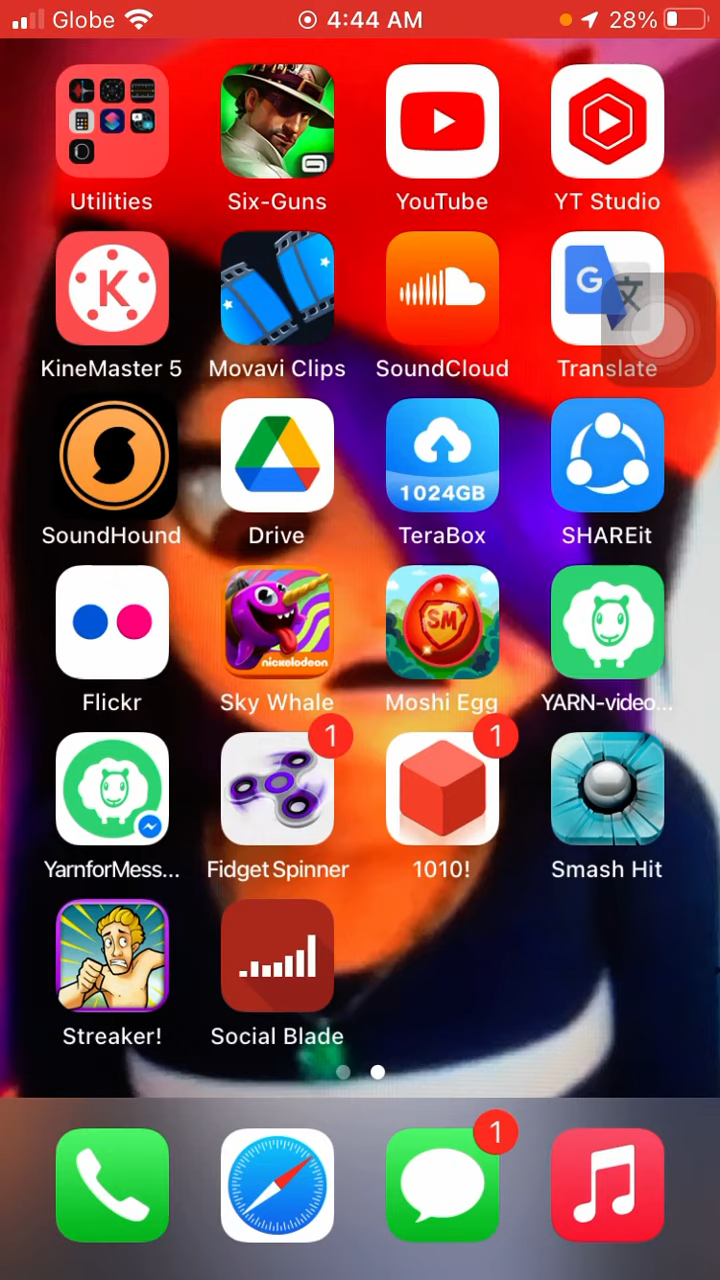 Globe 4:44 AM 28%
Utilities Six-Guns YouTube YT Studio
K
G 文
KineMaster 5 Movavi Clips SoundCloud Translate
1024GB
SoundHound Drive TeraBox SHAREit
nickelodeon SM
Flickr Sky Whale Moshi Egg YARN-video...
1 1
YarnforMess... Fidget Spinner 1010! Smash Hit
Streaker! Social Blade
1